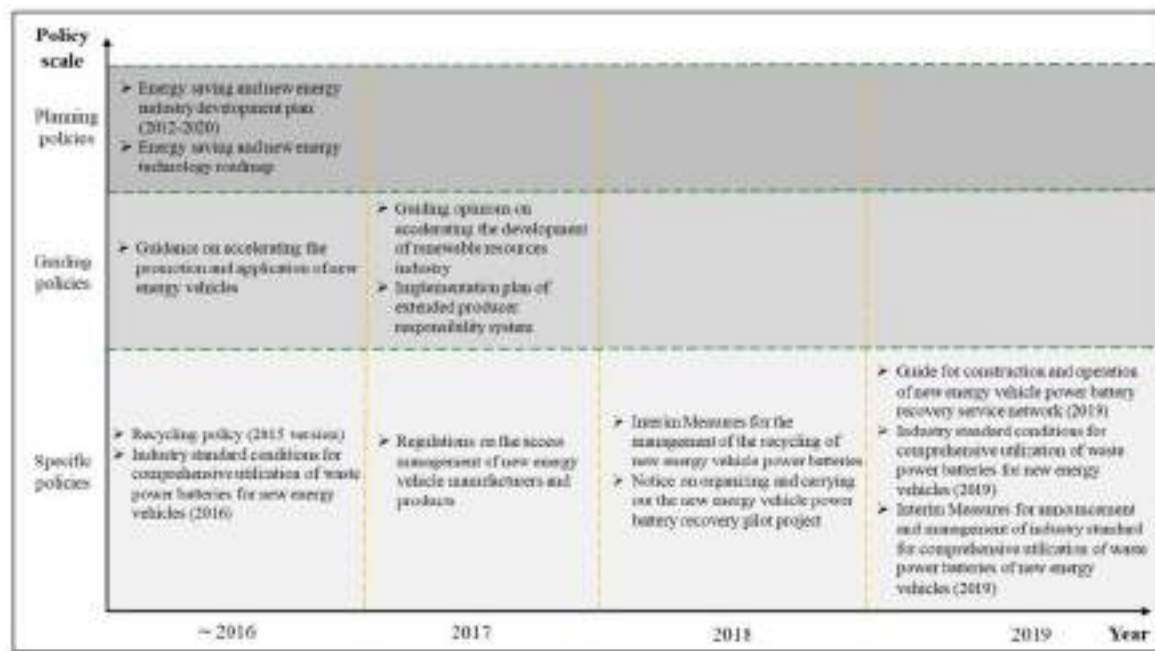 Policy
scale
Planning
policies
➢ Energy saving and new energy
industry development plan
(2012-2020)
➢ Energy saving and new energy
technology roadmap
Guiding
policies
➢ Guidance on accelerating the
promotion and application of new
energy vehicles
➢ Guiding opinions on
accelerating the development
of renewable resources
industry
➢ Implementation plan of
extended producer
responsibility system
Specific
policies
➢ Recycling policy (2015 version)
➢ Industry standard conditions for
comprehensive utilization of waste
power batteries for new energy
vehicles (2016)
➢ Regulations on the access
management of new energy
vehicle manufacturers and
products
➢ Interim Measures for the
management of the recycling of
new energy vehicle power batteries
➢ Notice on organizing and carrying
out the new energy vehicle power
battery recovery pilot project
➢ Guide for construction and operation
of new energy vehicle power battery
recovery service network (2019)
➢ Industry standard conditions for
comprehensive utilization of waste
power batteries for new energy
vehicles (2019)
➢ Interim Measures for announcement
and management of industry standard
for comprehensive utilization of waste
power batteries of new energy
vehicles (2019)
~ 2016
2017
2018
2019
Year